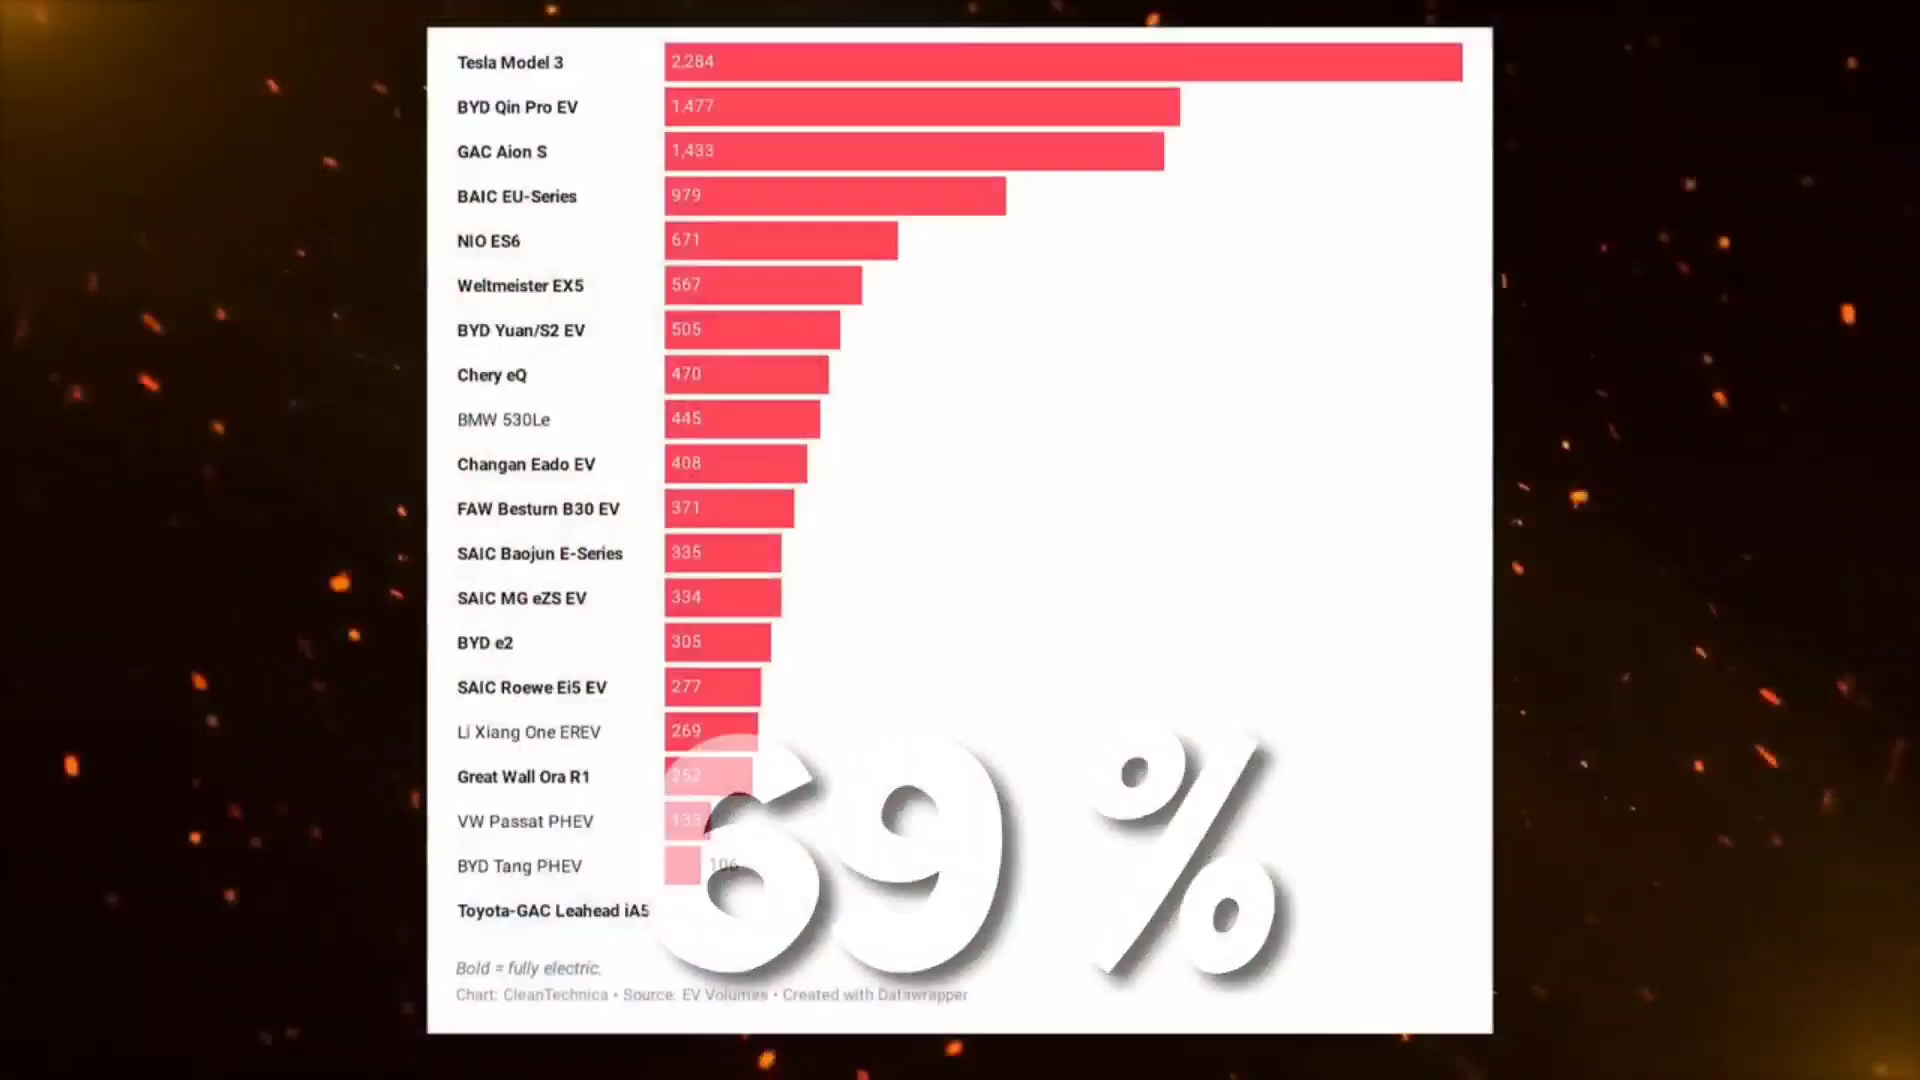 Tesla Model 3 2,284
BYD Qin Pro EV 1,477
GAC Aion S 1,433
BAIC EU-Series 979
NIO ES6 671
Weltmeister EX5 567
BYD Yuan/S2 EV 505
Chery eQ 470
BMW 530Le 445
Changan Eado EV 408
FAW Besturn B30 EV 371
SAIC Baojun E-Series 335
SAIC MG eZS EV 334
BYD e2 305
SAIC Roewe Ei5 EV 277
Li Xiang One EREV 269
Great Wall Ora R1 252
VW Passat PHEV 133
BYD Tang PHEV 106
Toyota-GAC Leahead iA5
69 %
Bold = fully electric.
Chart: CleanTechnica • Source: EV Volumes • Created with Datawrapper